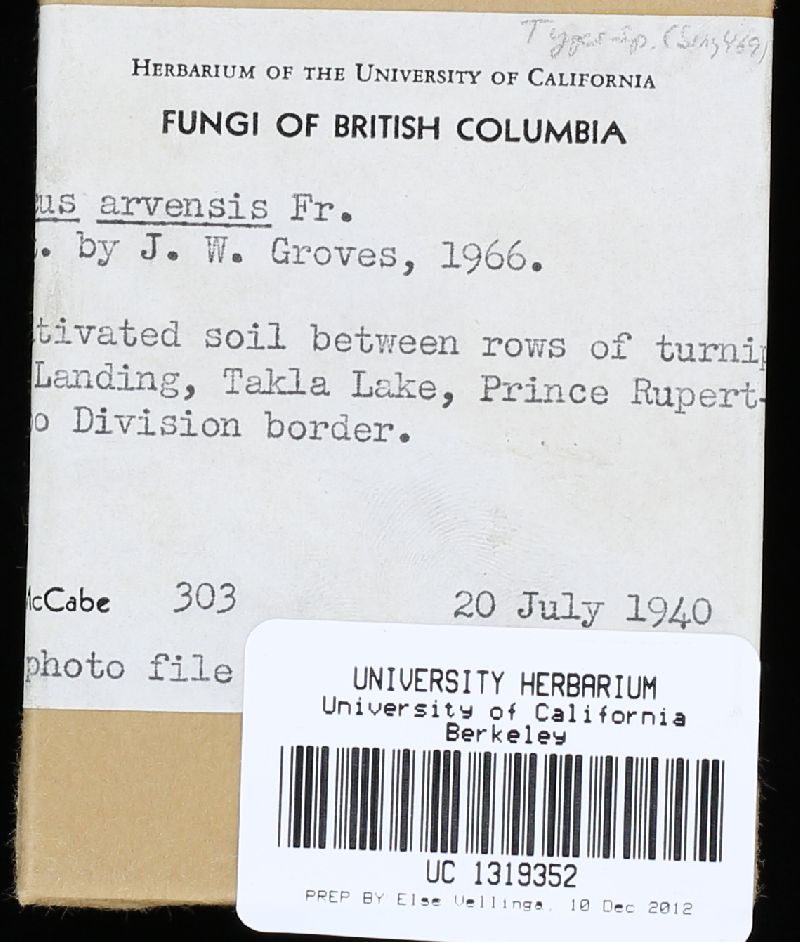 HERBARIUM OF THE UNIVERSITY OF CALIFORNIA
FUNGI OF BRITISH COLUMBIA
us arvensis Fr.
. by J. W. Groves, 1966.
tivated soil between rows of turnip
Landing, Takla Lake, Prince Rupert-
o Division border.
McCabe 303 20 July 1940
photo file
UNIVERSITY HERBARIUM
University of California
Berkeley
UC 1319352
PREP BY Else Vellinga, 10 Dec 2012